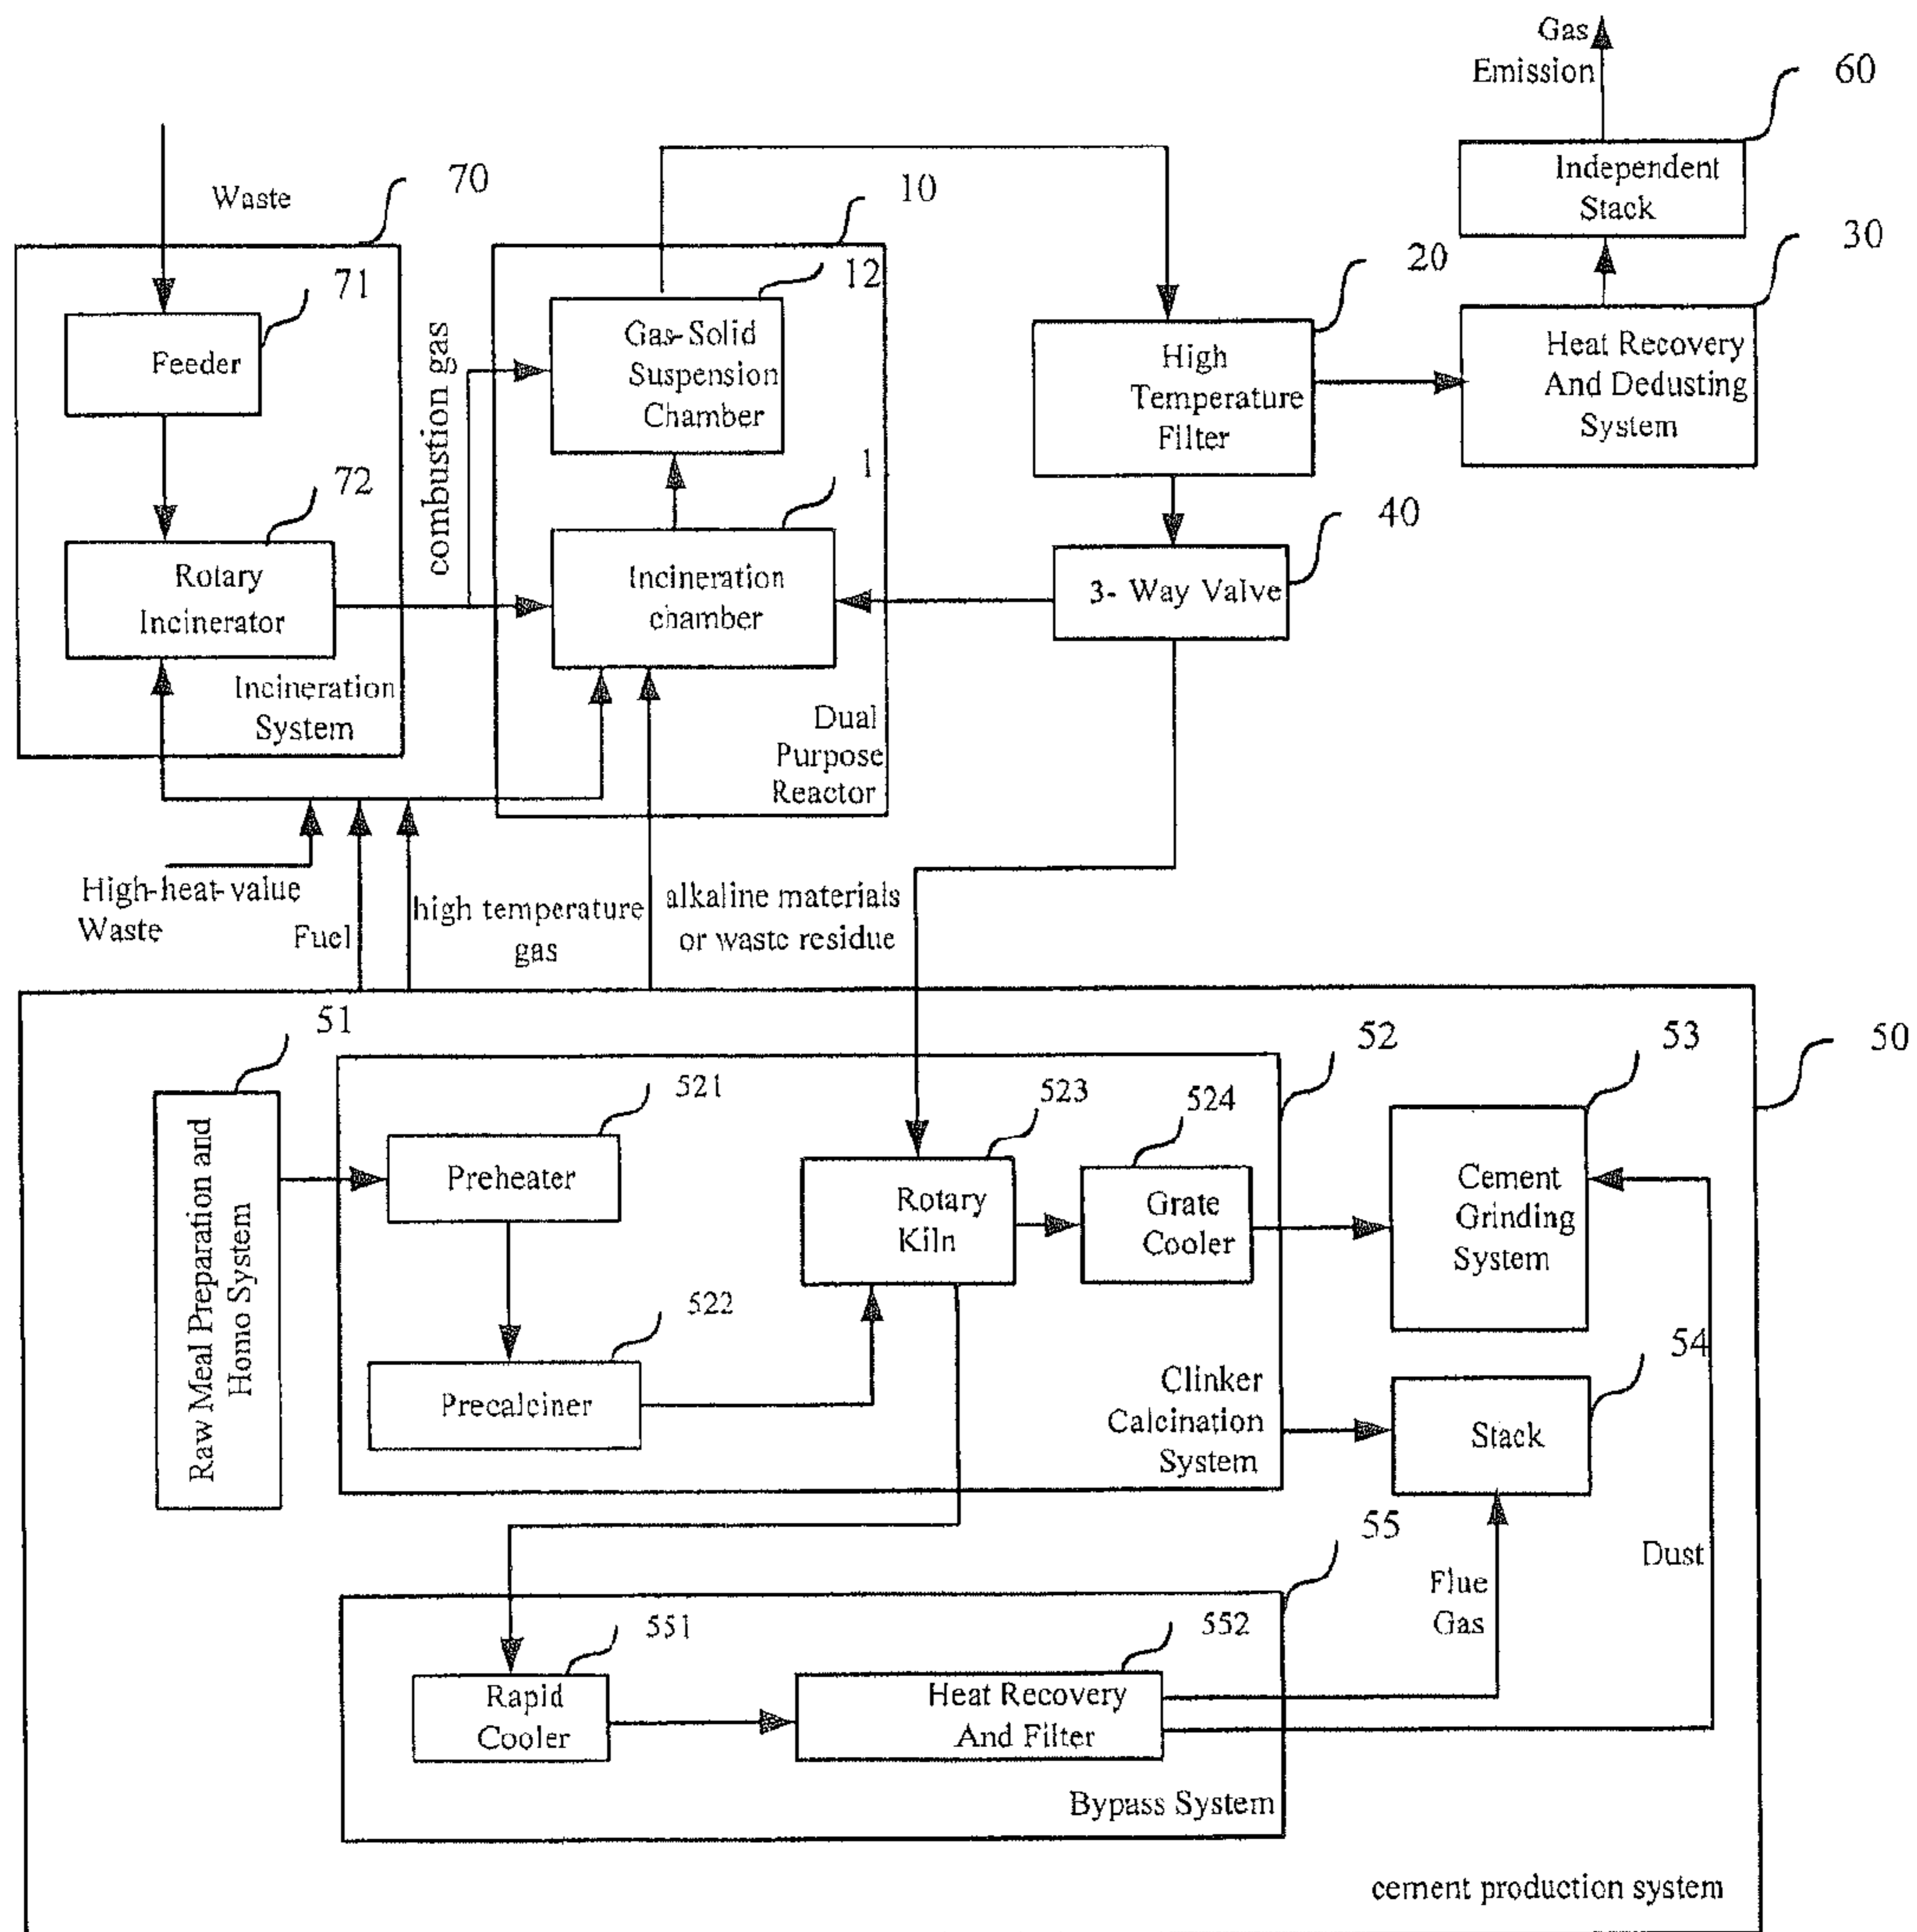 Gas
Emission
60
Independent
Stack
Waste
70
10
30
71
12
20
Feeder
combustion gas
Gas-Solid
Suspension
Chamber
High
Temperature
Filter
Heat Recovery
And Dedusting
System
72
1
40
Rotary
Incinerator
Incineration
chamber
3- Way Valve
Incineration
System
Dual
Purpose
Reactor
High-heat-value
Waste
Fuel
high temperature
gas
alkaline materials
or waste residue
51
52
53
50
521
523
524
Raw Meal Preparation and
Homo System
Preheater
Rotary
Kiln
Grate
Cooler
Cement
Grinding
System
522
54
Precalciner
Clinker
Calcination
System
Stack
55
Dust
Flue
Gas
551
552
Rapid
Cooler
Heat Recovery
And Filter
Bypass System
cement production system